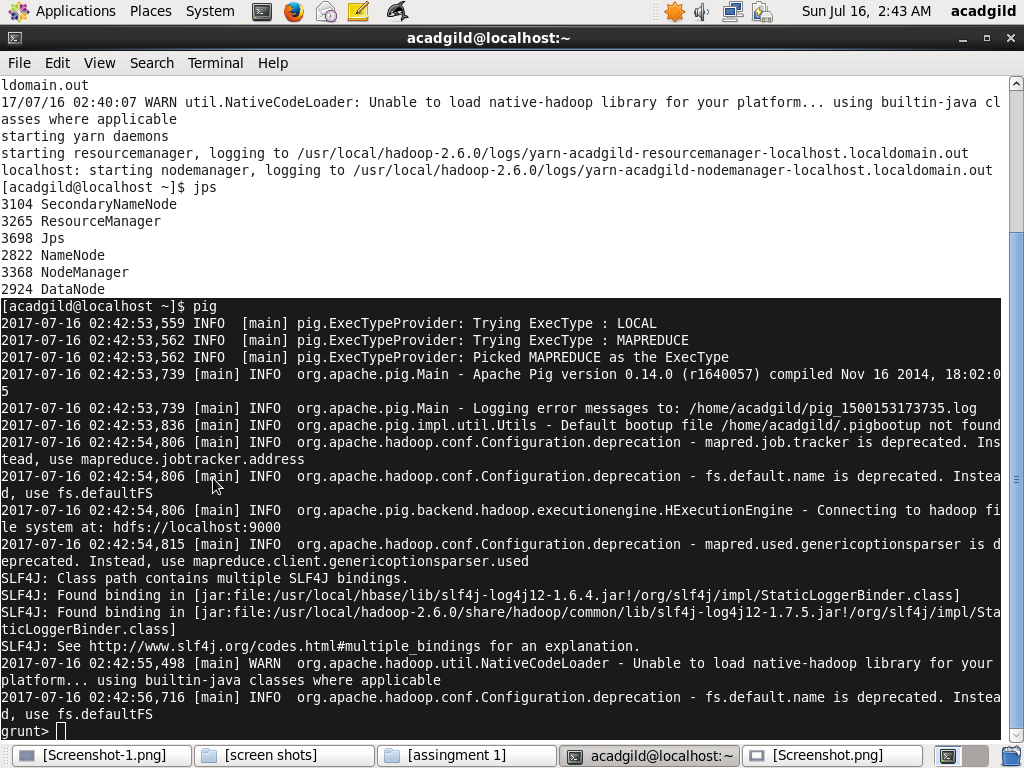 Applications Places System Sun Jul 16, 2:43 AM acadgild
acadgild@localhost:~
File Edit View Search Terminal Help
ldomain.out
17/07/16 02:40:07 WARN util.NativeCodeLoader: Unable to load native-hadoop library for your platform... using builtin-java cl
asses where applicable
starting yarn daemons
starting resourcemanager, logging to /usr/local/hadoop-2.6.0/logs/yarn-acadgild-resourcemanager-localhost.localdomain.out
localhost: starting nodemanager, logging to /usr/local/hadoop-2.6.0/logs/yarn-acadgild-nodemanager-localhost.localdomain.out
[acadgild@localhost ~]$ jps
3104 SecondaryNameNode
3265 ResourceManager
3698 Jps
2822 NameNode
3368 NodeManager
2924 DataNode
[acadgild@localhost ~]$ pig
2017-07-16 02:42:53,559 INFO  [main] pig.ExecTypeProvider: Trying ExecType : LOCAL
2017-07-16 02:42:53,562 INFO  [main] pig.ExecTypeProvider: Trying ExecType : MAPREDUCE
2017-07-16 02:42:53,562 INFO  [main] pig.ExecTypeProvider: Picked MAPREDUCE as the ExecType
2017-07-16 02:42:53,739 [main] INFO  org.apache.pig.Main - Apache Pig version 0.14.0 (r1640057) compiled Nov 16 2014, 18:02:0
5
2017-07-16 02:42:53,739 [main] INFO  org.apache.pig.Main - Logging error messages to: /home/acadgild/pig_1500153173735.log
2017-07-16 02:42:53,836 [main] INFO  org.apache.pig.impl.util.Utils - Default bootup file /home/acadgild/.pigbootup not found
2017-07-16 02:42:54,806 [main] INFO  org.apache.hadoop.conf.Configuration.deprecation - mapred.job.tracker is deprecated. Ins
tead, use mapreduce.jobtracker.address
2017-07-16 02:42:54,806 [main] INFO  org.apache.hadoop.conf.Configuration.deprecation - fs.default.name is deprecated. Instea
d, use fs.defaultFS
2017-07-16 02:42:54,806 [main] INFO  org.apache.pig.backend.hadoop.executionengine.HExecutionEngine - Connecting to hadoop fi
le system at: hdfs://localhost:9000
2017-07-16 02:42:54,815 [main] INFO  org.apache.hadoop.conf.Configuration.deprecation - mapred.used.genericoptionsparser is d
eprecated. Instead, use mapreduce.client.genericoptionsparser.used
SLF4J: Class path contains multiple SLF4J bindings.
SLF4J: Found binding in [jar:file:/usr/local/hbase/lib/slf4j-log4j12-1.6.4.jar!/org/slf4j/impl/StaticLoggerBinder.class]
SLF4J: Found binding in [jar:file:/usr/local/hadoop-2.6.0/share/hadoop/common/lib/slf4j-log4j12-1.7.5.jar!/org/slf4j/impl/Sta
ticLoggerBinder.class]
SLF4J: See http://www.slf4j.org/codes.html#multiple_bindings for an explanation.
2017-07-16 02:42:55,498 [main] WARN  org.apache.hadoop.util.NativeCodeLoader - Unable to load native-hadoop library for your
platform... using builtin-java classes where applicable
2017-07-16 02:42:56,716 [main] INFO  org.apache.hadoop.conf.Configuration.deprecation - fs.default.name is deprecated. Instea
d, use fs.defaultFS
grunt>
[Screenshot-1.png] [screen shots] [assingment 1] acadgild@localhost:~ [Screenshot.png]